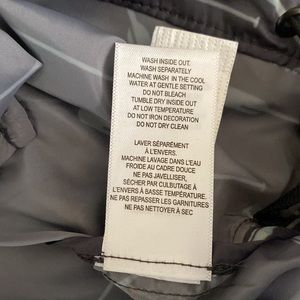 WASH INSIDE OUT.
WASH SEPARATELY
MACHINE WASH IN THE COOL
WATER AT GENTLE SETTING
DO NOT BLEACH
TUMBLE DRY INSIDE OUT
AT LOW TEMPERATURE
DO NOT IRON DECORATION
DO NOT DRY CLEAN
LAVER SÉPARÉMENT
À L'ENVERS.
MACHINE LAVAGE DANS L'EAU
FROIDE AU CADRE DOUCE
NE PAS JAVELLISER,
SÉCHER PAR CULBUTAGE À
L'ENVERS À BASSE TEMPÉRATURE.
NE PAS REPASSER LES GARNITURES
NE PAS NETTOYER À SEC